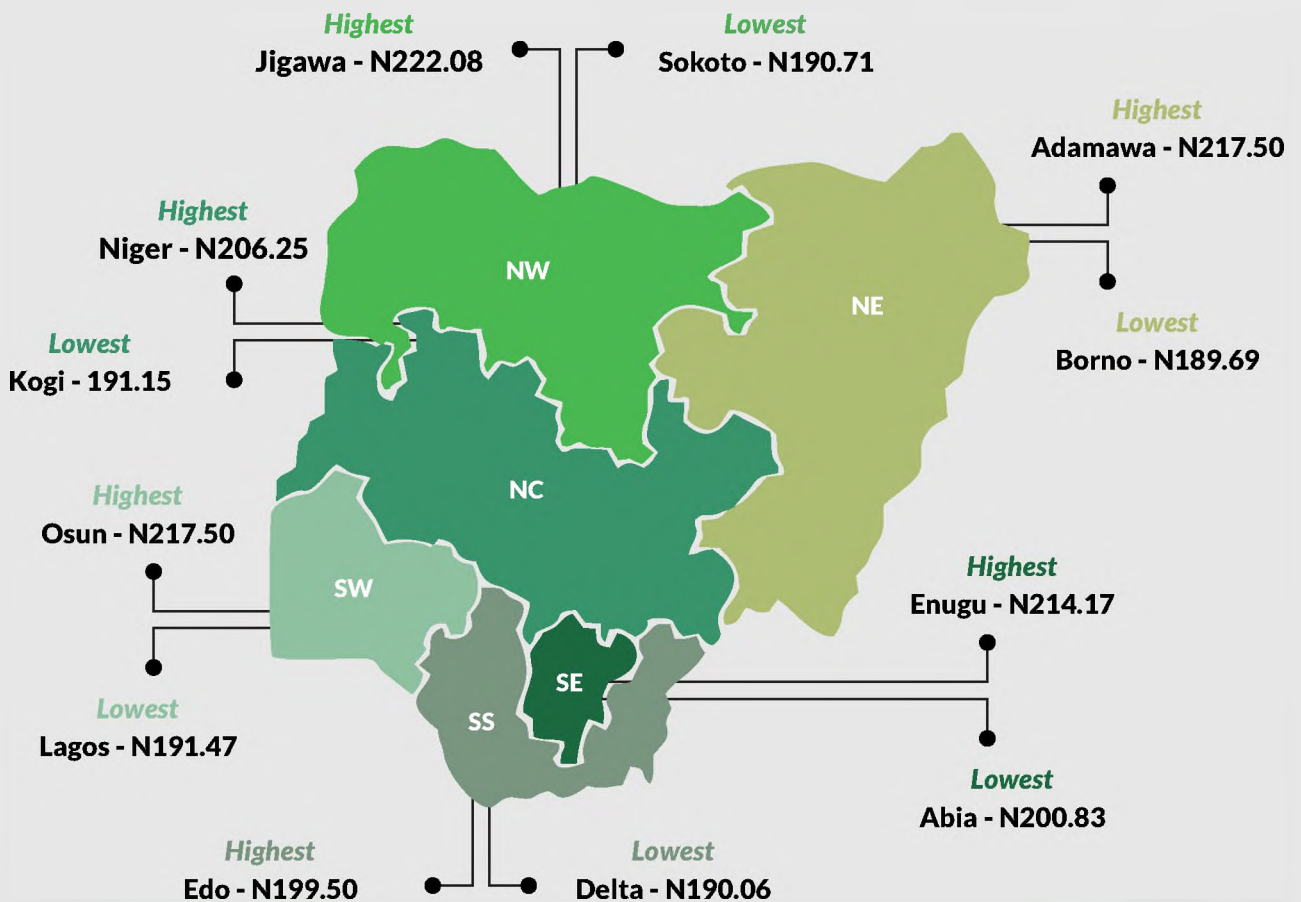 Highest
Jigawa - N222.08
Lowest
Sokoto - N190.71
Highest
Adamawa - N217.50
Lowest
Borno - N189.69
Highest
Niger - N206.25
Lowest
Kogi - 191.15
NW
NE
NC
Highest
Osun - N217.50
Lowest
Lagos - N191.47
SW
SS
SE
Highest
Enugu - N214.17
Lowest
Abia - N200.83
Highest
Edo - N199.50
Lowest
Delta - N190.06